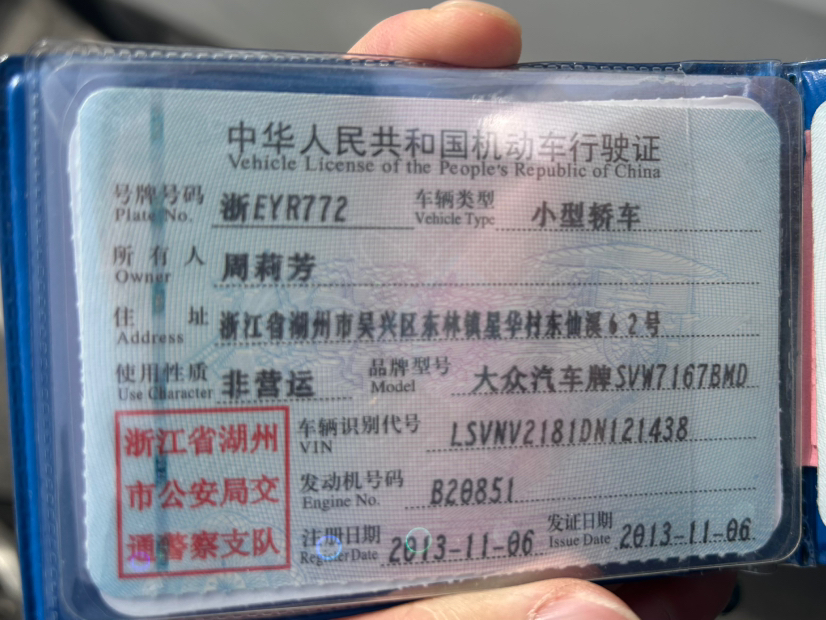 中华人民共和国机动车行驶证
Vehicle License of the People's Republic of China
号牌号码 Plate No. 浙EYR772 车辆类型 Vehicle Type 小型轿车
所有人 Owner 周莉芳
住址 Address 浙江省湖州市吴兴区东林镇星华村东仙溪62号
使用性质 Use Character 非营运 品牌型号 Model 大众汽车牌SVW7167BMD
车辆识别代号 VIN LSVNV2181DN121438
发动机号码 Engine No. B20851
注册日期 Register Date 2013-11-06 发证日期 Issue Date 2013-11-06
浙江省湖州
市公安局交
通警察支队